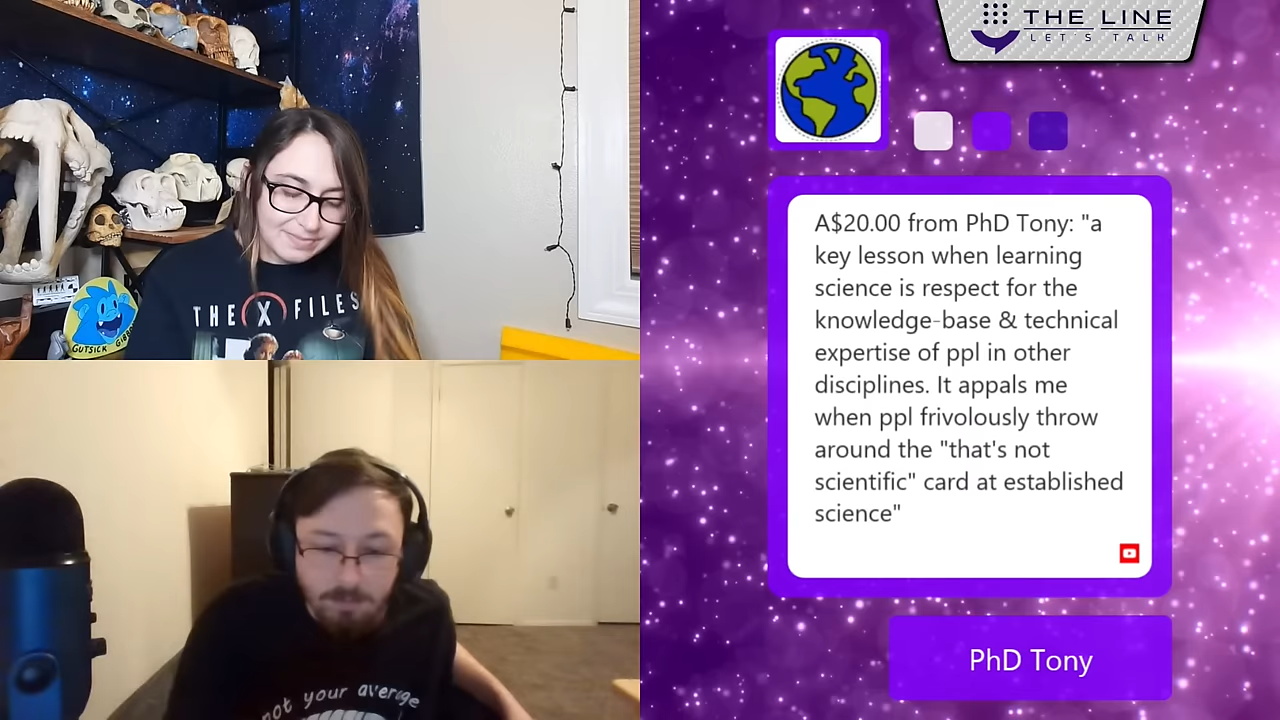 THE LINE
LET'S TALK
THE X FILES
GUTSICK GIBBON
not your average
A$20.00 from PhD Tony: "a
key lesson when learning
science is respect for the
knowledge-base & technical
expertise of ppl in other
disciplines. It appals me
when ppl frivolously throw
around the "that's not
scientific" card at established
science"
PhD Tony